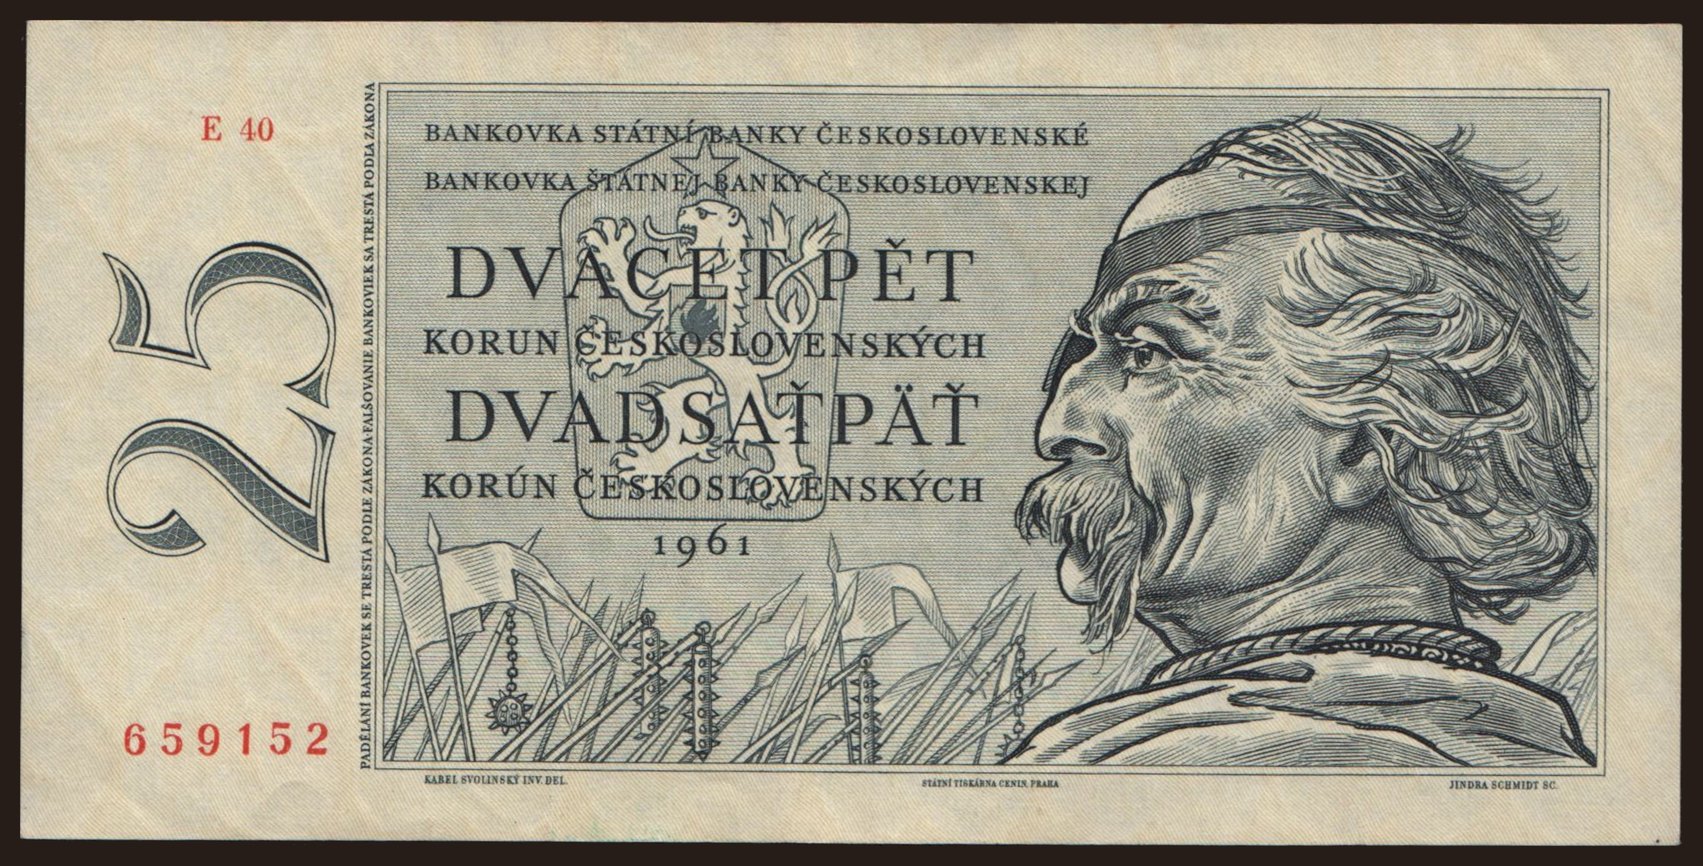 E 40
25
659152
PADĚLÁNÍ BANKOVEK SE TRESTÁ PODLE ZÁKONA·FALŠOVANIE BANKOVIEK SA TRESTÁ PODĽA ZÁKONA
BANKOVKA STÁTNÍ BANKY ČESKOSLOVENSKÉ
BANKOVKA ŠTÁTNEJ BANKY ČESKOSLOVENSKEJ
DVACET PĚT
KORUN ČESKOSLOVENSKÝCH
DVADSAŤPÄŤ
KORÚN ČESKOSLOVENSKÝCH
1961
KAREL SVOLINSKÝ INV. DEL.
STÁTNÍ TISKÁRNA CENIN, PRAHA
JINDRA SCHMIDT SC.